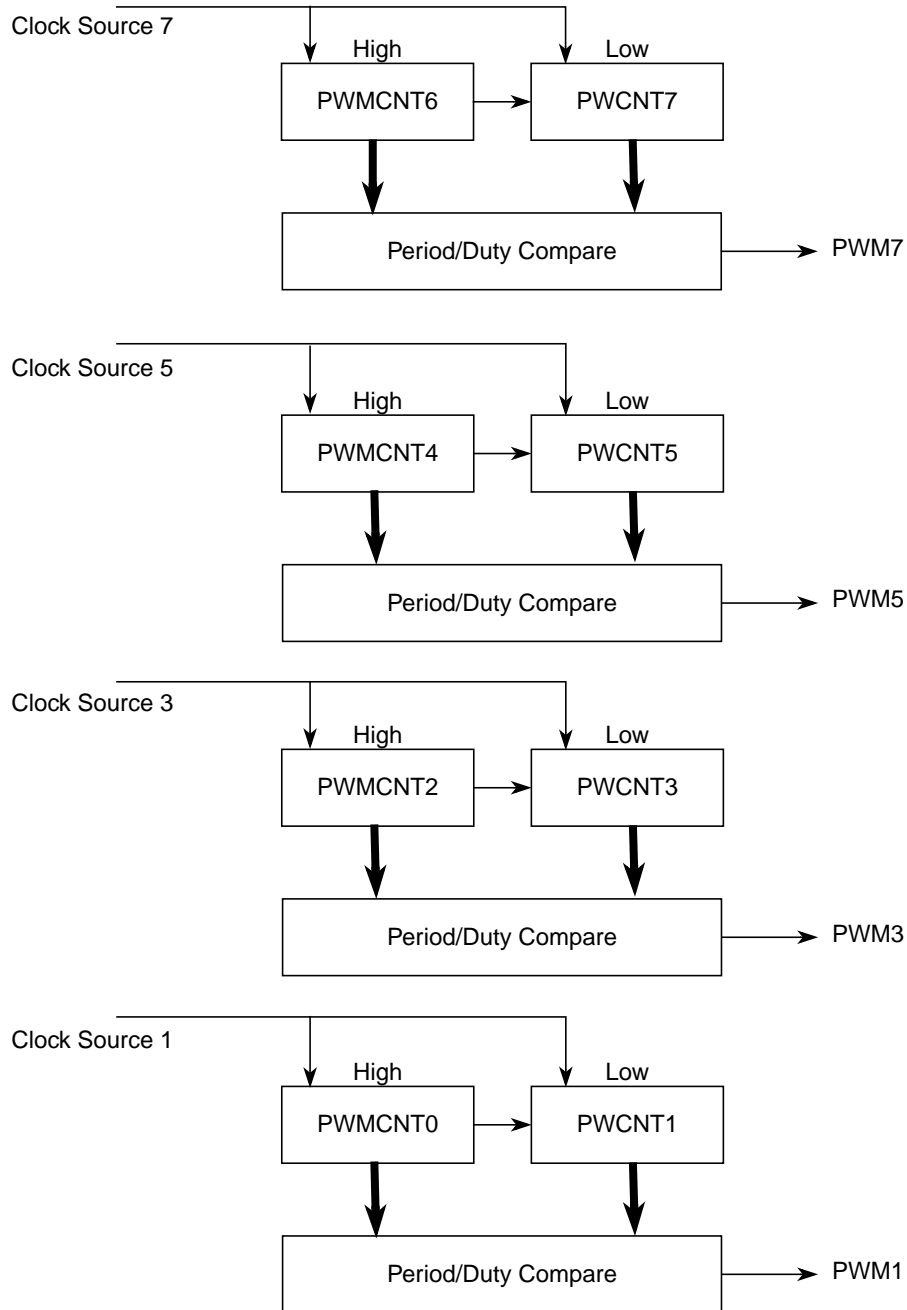 Clock Source 7
High
Low
PWMCNT6
PWCNT7
Period/Duty Compare
PWM7
Clock Source 5
High
Low
PWMCNT4
PWCNT5
Period/Duty Compare
PWM5
Clock Source 3
High
Low
PWMCNT2
PWCNT3
Period/Duty Compare
PWM3
Clock Source 1
High
Low
PWMCNT0
PWCNT1
Period/Duty Compare
PWM1